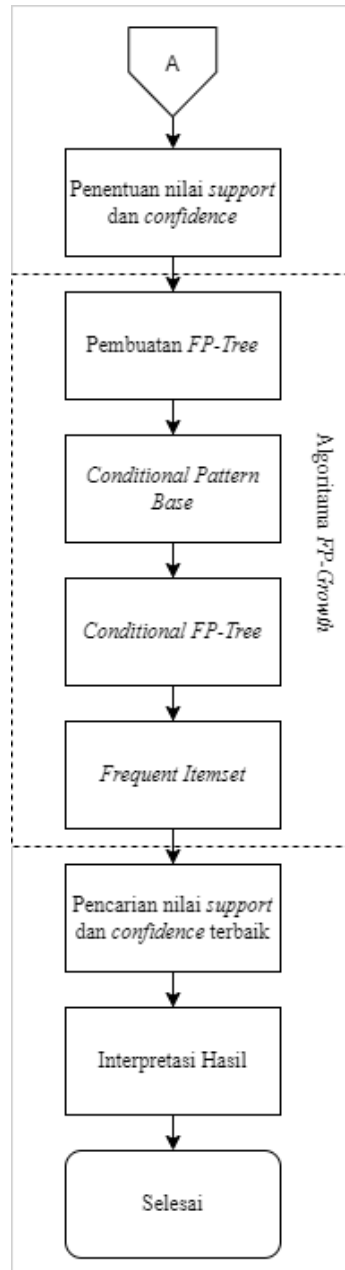 A
Penentuan nilai support
dan confidence
Pembuatan FP-Tree
Conditional Pattern
Base
Conditional FP-Tree
Frequent Itemset
Algoritama FP-Growth
Pencarian nilai support
dan confidence terbaik
Interpretasi Hasil
Selesai